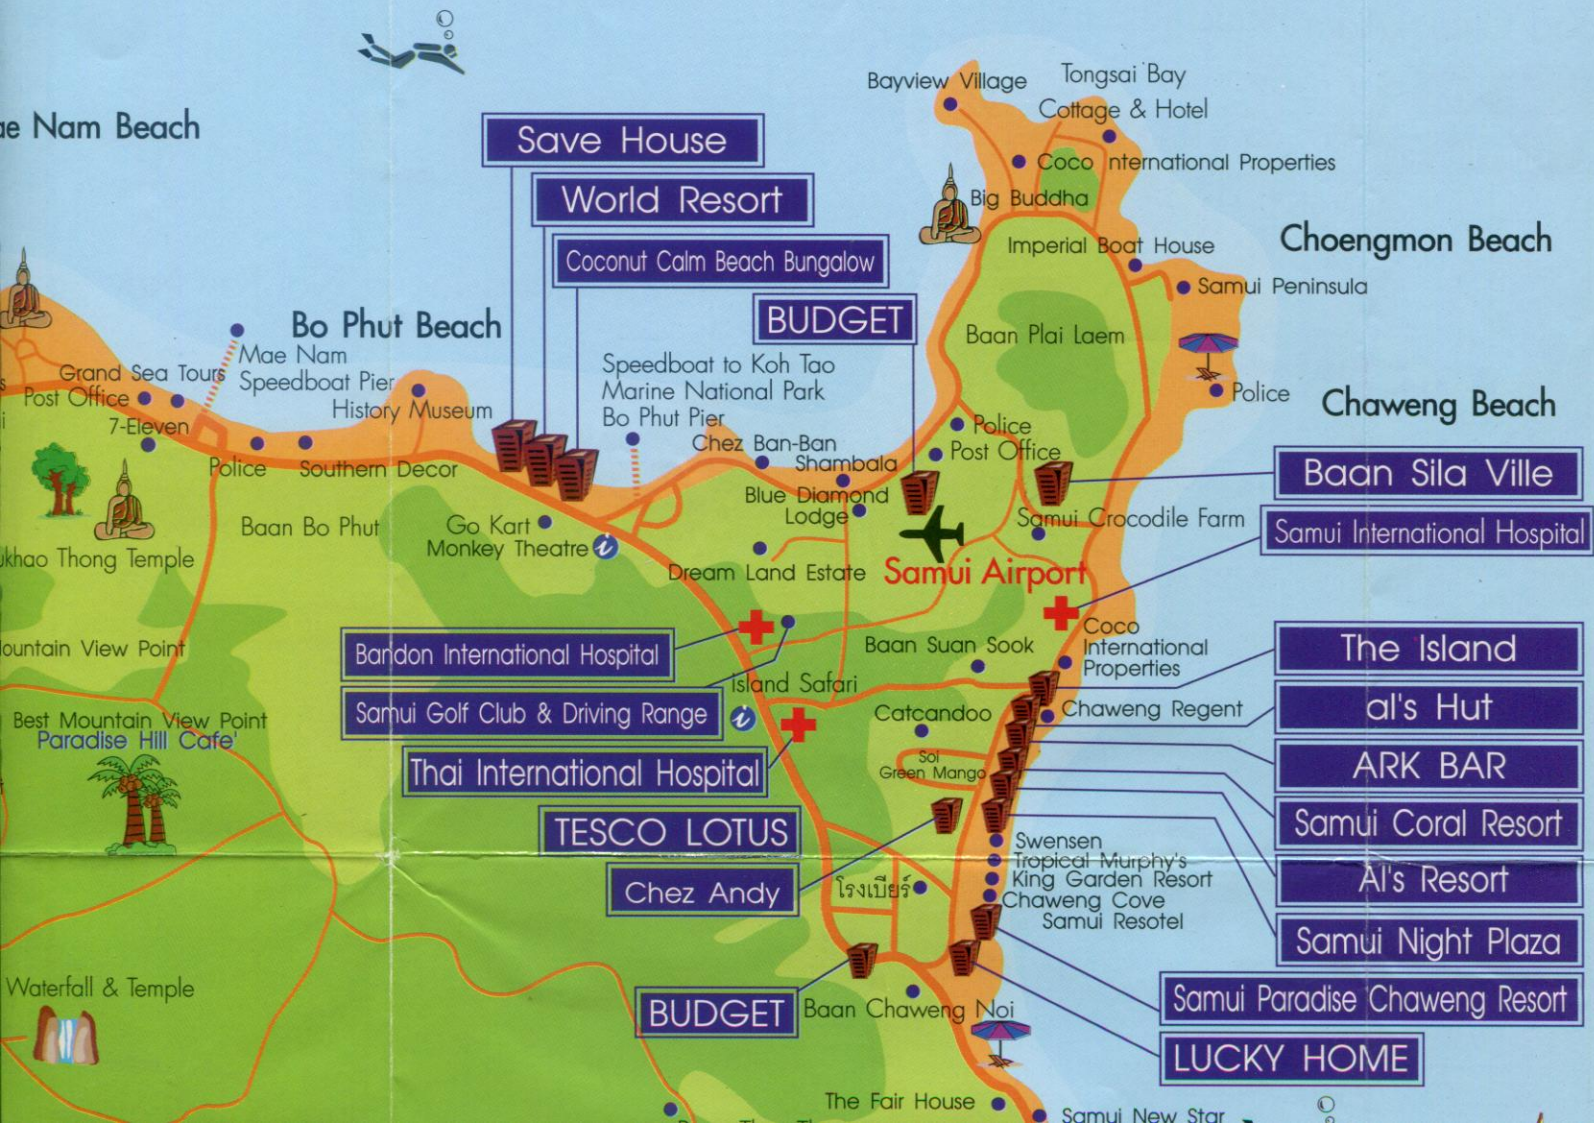 Bayview Village
Tongsai Bay
Cottage & Hotel
Nam Beach
Save House
Coco
nternational Properties
World Resort
Big Buddha
Imperial Boat House
Choengmon Beach
Coconut Calm Beach Bungalow
Samui Peninsula
BUDGET
Bo Phut Beach
Baan Plai Laem
Mae Nam
Speedboat Pier
Speedboat to Koh Tao
Marine National Park
Bo Phut Pier
Grand Sea Tours
Post Office
History Museum
Police
Chaweng Beach
7-Eleven
Police
Post Office
Chez Ban-Ban
Shambala
Police
Southern Decor
Baan Sila Ville
Blue Diamond
Lodge
Baan Bo Phut
Go Kart
Monkey Theatre
Samui Crocodile Farm
Samui International Hospital
Thong Temple
Dream Land Estate
Samui Airport
Coco
International
Properties
Baan Suan Sook
View Point
Bandon International Hospital
The Island
Island Safari
Samui Golf Club & Driving Range
Catcandoo
Chaweng Regent
al's Hut
Best Mountain View Point
Paradise Hill Cafe'
Soi
Green Mango
Thai International Hospital
ARK BAR
TESCO LOTUS
Samui Coral Resort
Swensen
Tropical Murphy's
King Garden Resort
Chaweng Cove
Samui Resotel
Chez Andy
โรงเบียร์
Al's Resort
Samui Night Plaza
Waterfall & Temple
BUDGET
Baan Chaweng Noi
Samui Paradise Chaweng Resort
LUCKY HOME
The Fair House
Samui New Star